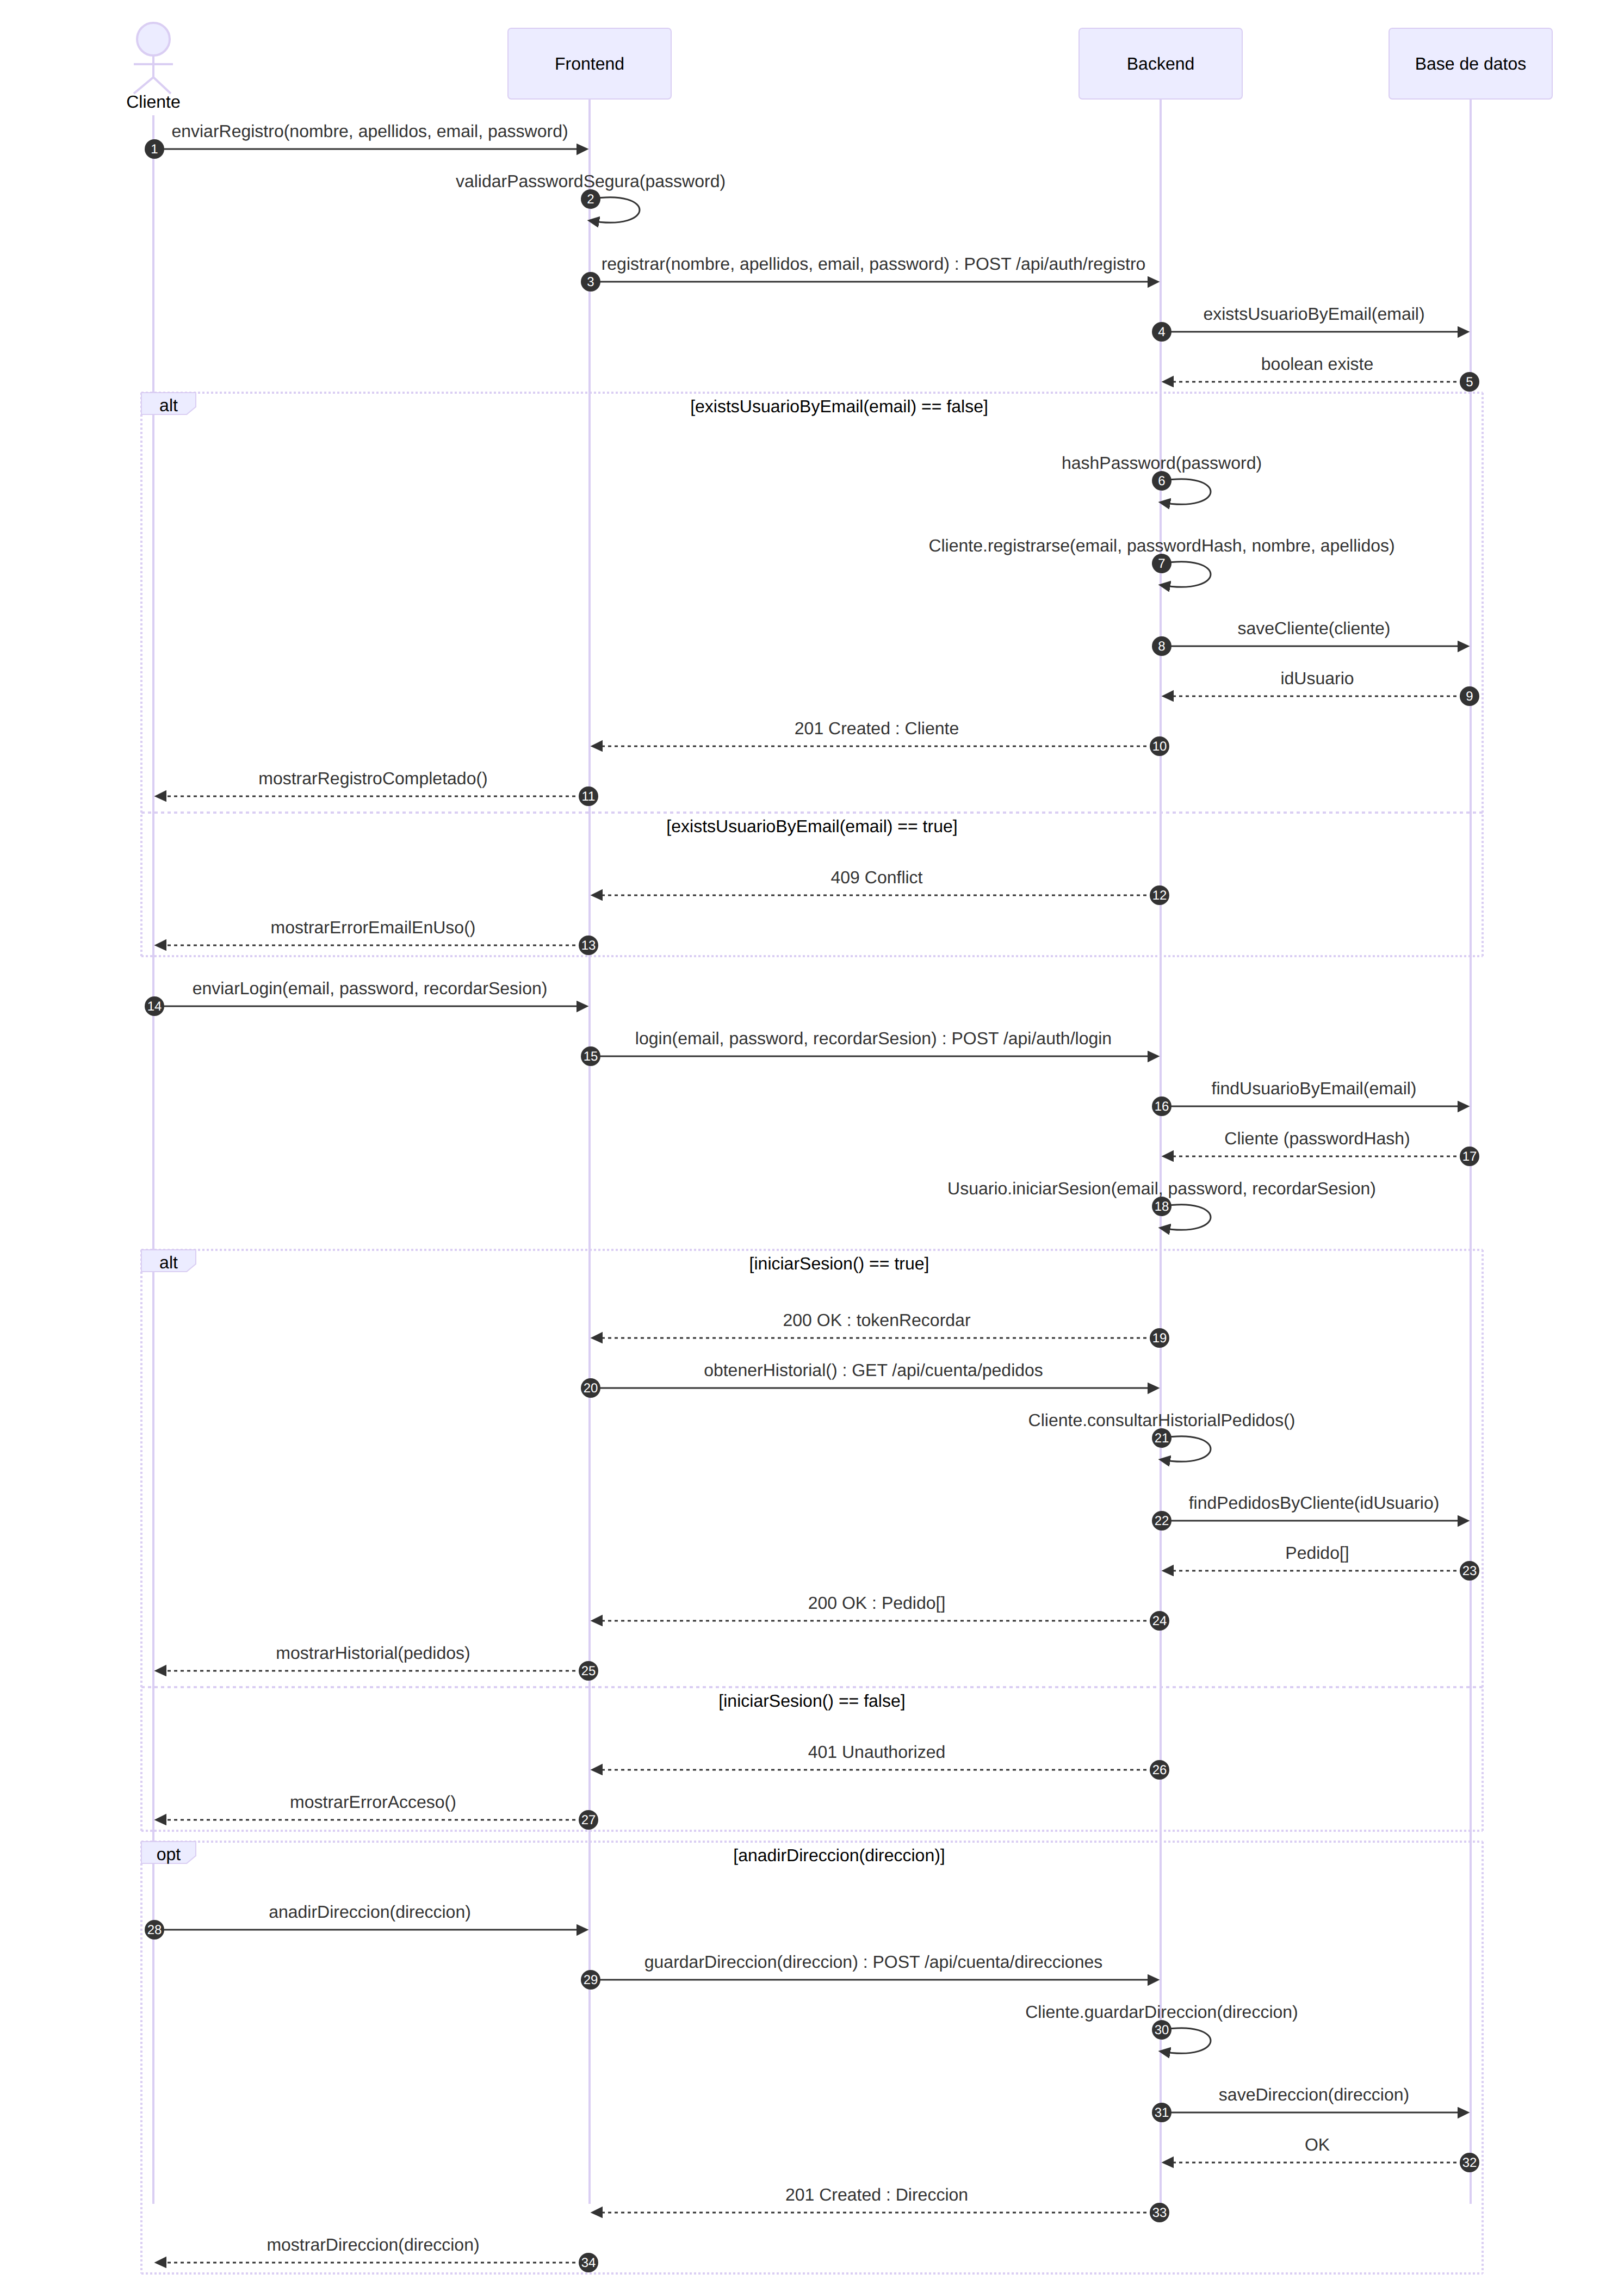 Cliente
Frontend
Backend
Base de datos
enviarRegistro(nombre, apellidos, email, password)
1
validarPasswordSegura(password)
2
registrar(nombre, apellidos, email, password) : POST /api/auth/registro
3
existsUsuarioByEmail(email)
4
boolean existe
5
alt
[existsUsuarioByEmail(email) == false]
hashPassword(password)
6
Cliente.registrarse(email, passwordHash, nombre, apellidos)
7
saveCliente(cliente)
8
idUsuario
9
201 Created : Cliente
10
mostrarRegistroCompletado()
11
[existsUsuarioByEmail(email) == true]
409 Conflict
12
mostrarErrorEmailEnUso()
13
enviarLogin(email, password, recordarSesion)
14
login(email, password, recordarSesion) : POST /api/auth/login
15
findUsuarioByEmail(email)
16
Cliente (passwordHash)
17
Usuario.iniciarSesion(email, password, recordarSesion)
18
alt
[iniciarSesion() == true]
200 OK : tokenRecordar
19
obtenerHistorial() : GET /api/cuenta/pedidos
20
Cliente.consultarHistorialPedidos()
21
findPedidosByCliente(idUsuario)
22
Pedido[]
23
200 OK : Pedido[]
24
mostrarHistorial(pedidos)
25
[iniciarSesion() == false]
401 Unauthorized
26
mostrarErrorAcceso()
27
opt
[anadirDireccion(direccion)]
anadirDireccion(direccion)
28
guardarDireccion(direccion) : POST /api/cuenta/direcciones
29
Cliente.guardarDireccion(direccion)
30
saveDireccion(direccion)
31
OK
32
201 Created : Direccion
33
mostrarDireccion(direccion)
34